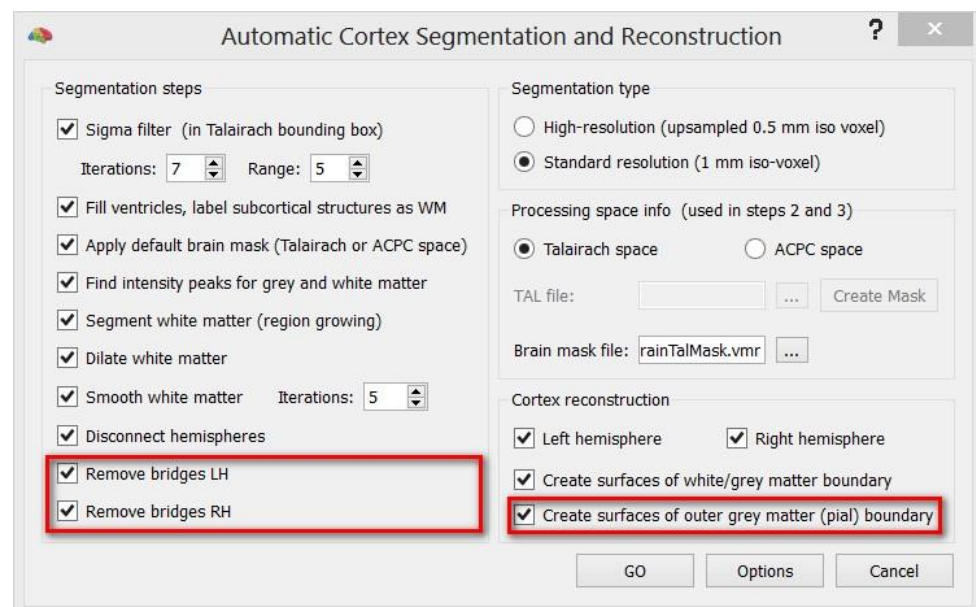 Automatic Cortex Segmentation and Reconstruction ? ×
Segmentation steps
Sigma filter (in Talairach bounding box)
Iterations: 7 Range: 5
Fill ventricles, label subcortical structures as WM
Apply default brain mask (Talairach or ACPC space)
Find intensity peaks for grey and white matter
Segment white matter (region growing)
Dilate white matter
Smooth white matter Iterations: 5
Disconnect hemispheres
Remove bridges LH
Remove bridges RH
Segmentation type
High-resolution (upsampled 0.5 mm iso voxel)
Standard resolution (1 mm iso-voxel)
Processing space info (used in steps 2 and 3)
Talairach space ACPC space
TAL file: ... Create Mask
Brain mask file: rainTalMask.vmr ...
Cortex reconstruction
Left hemisphere Right hemisphere
Create surfaces of white/grey matter boundary
Create surfaces of outer grey matter (pial) boundary
GO Options Cancel